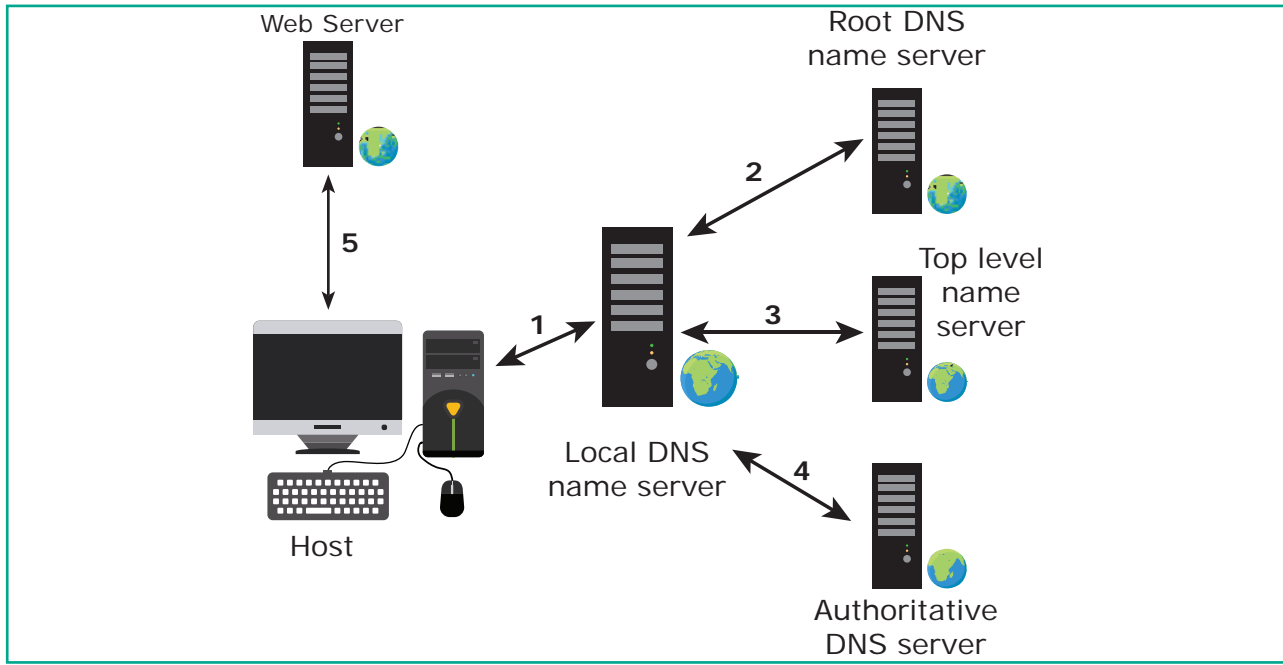 Web Server
Root DNS
name server
2
5
Top level
name
server
1
3
Local DNS
name server
4
Host
Authoritative
DNS server